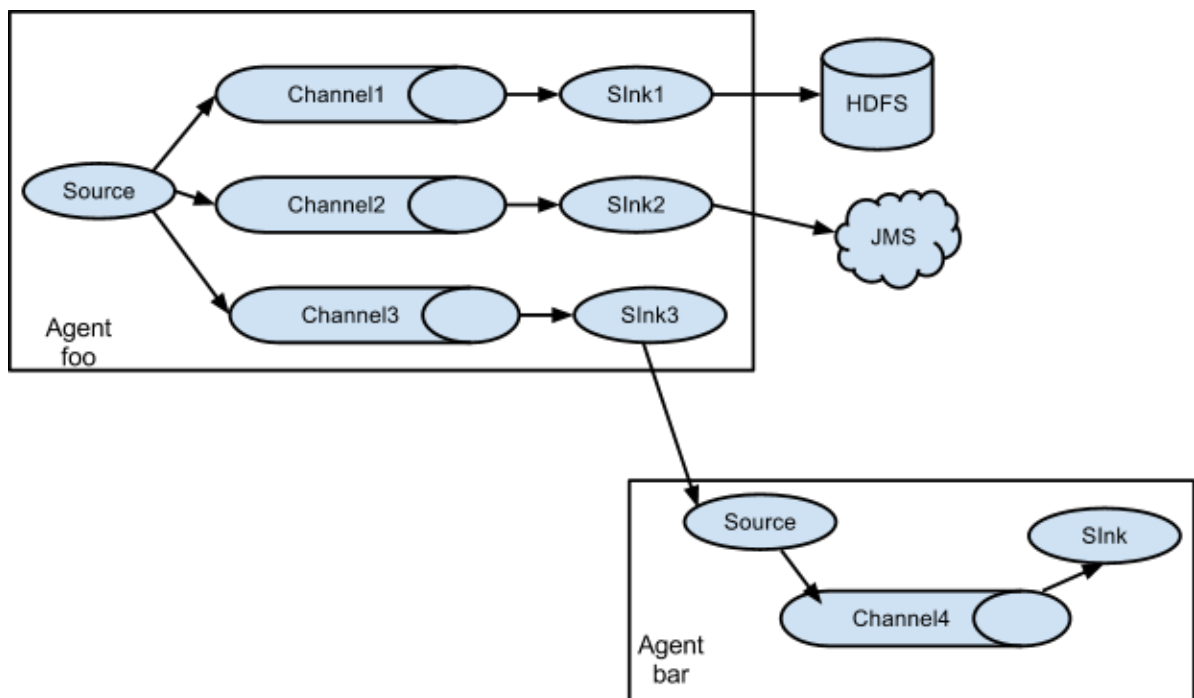 Channel1
SInk1
HDFS
Source
Channel2
SInk2
JMS
Channel3
SInk3
Agent
foo
Source
SInk
Channel4
Agent
bar